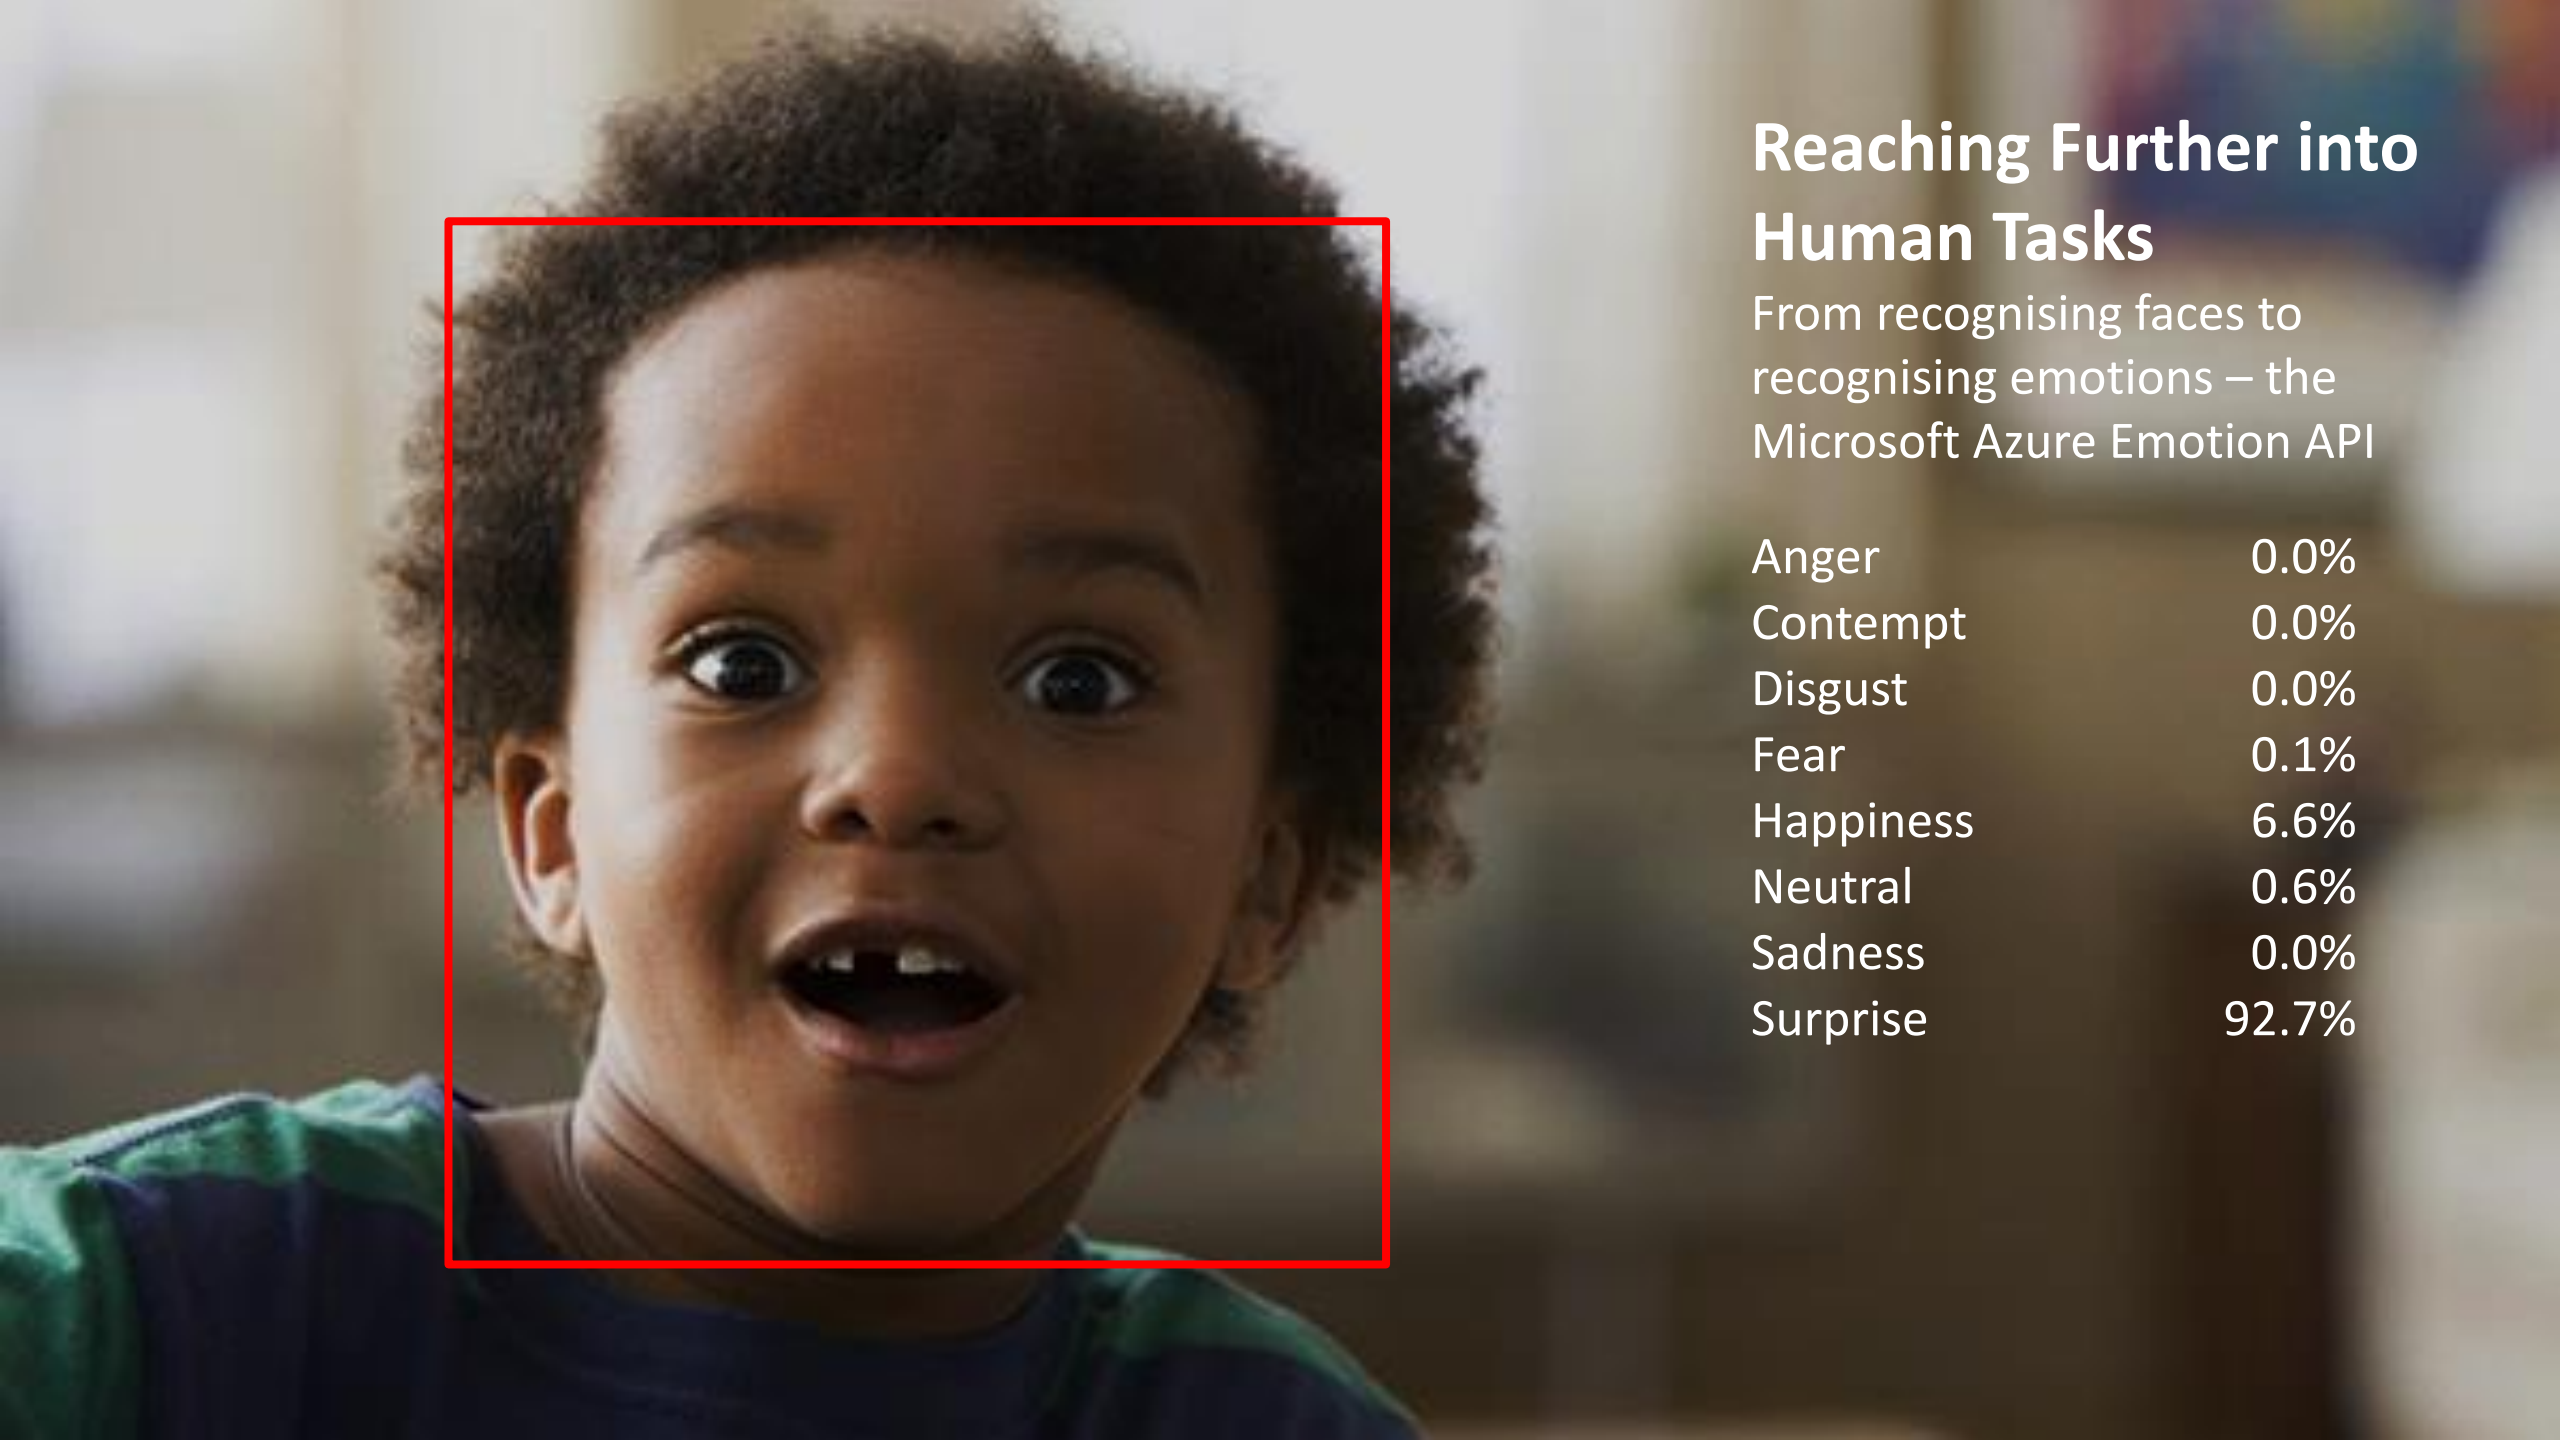 Reaching Further into
Human Tasks
From recognising faces to
recognising emotions – the
Microsoft Azure Emotion API
Anger 0.0%
Contempt 0.0%
Disgust 0.0%
Fear 0.1%
Happiness 6.6%
Neutral 0.6%
Sadness 0.0%
Surprise 92.7%